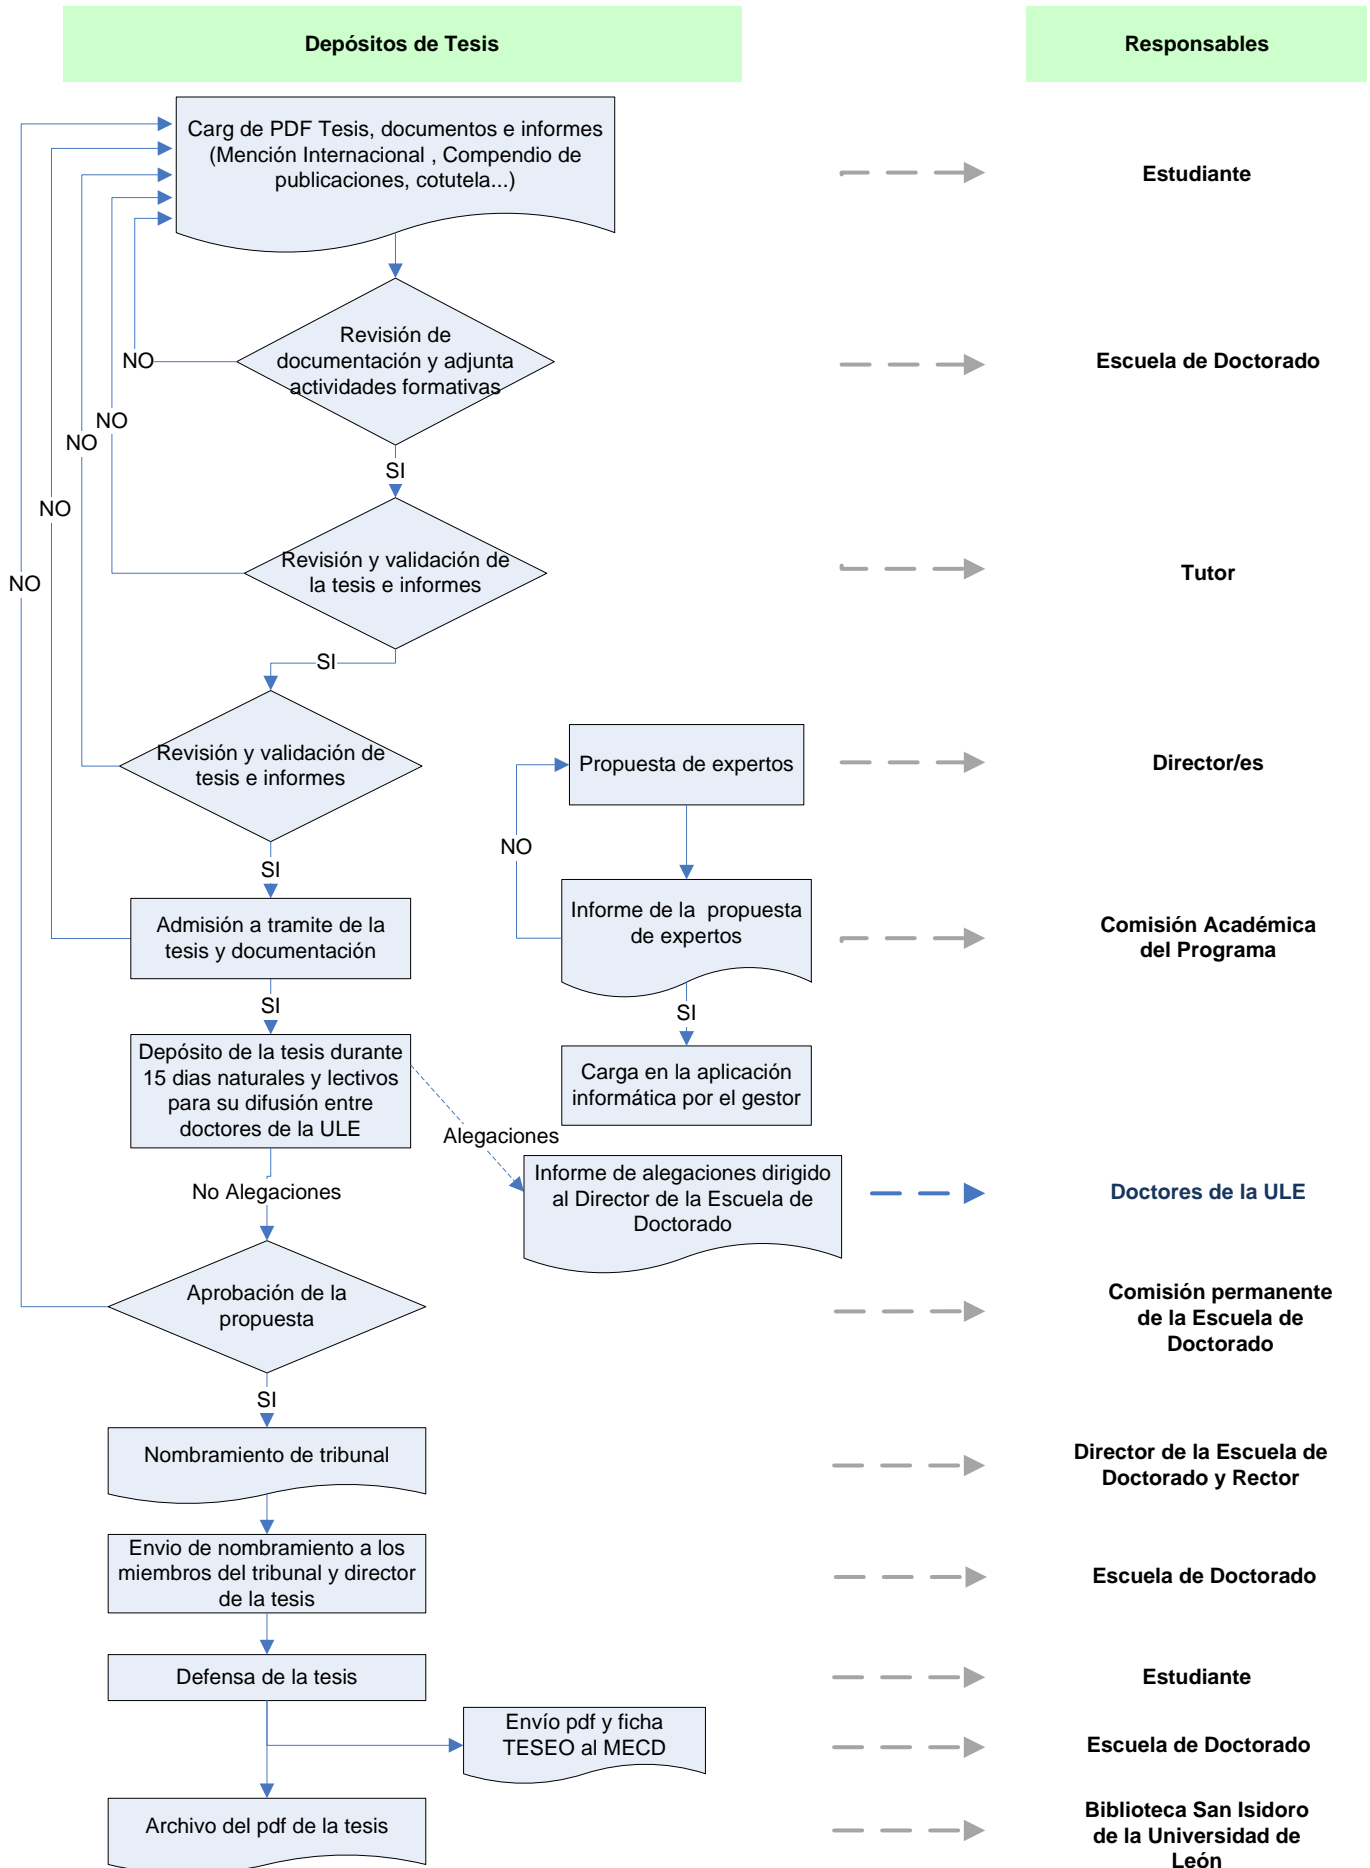 Depósitos de Tesis
Responsables
Carg de PDF Tesis, documentos e informes
(Mención Internacional , Compendio de
publicaciones, cotutela...)
Estudiante
Revisión de
documentación y adjunta
actividades formativas
NO
Escuela de Doctorado
NO
NO
SI
NO
Revisión y validación de
la tesis e informes
NO
Tutor
SI
Revisión y validación de
tesis e informes
Propuesta de expertos
Director/es
NO
SI
Admisión a tramite de la
tesis y documentación
Informe de la propuesta
de expertos
Comisión Académica
del Programa
SI
SI
Depósito de la tesis durante
15 dias naturales y lectivos
para su difusión entre
doctores de la ULE
Carga en la aplicación
informática por el gestor
Alegaciones
Informe de alegaciones dirigido
al Director de la Escuela de
Doctorado
Doctores de la ULE
No Alegaciones
Aprobación de la
propuesta
Comisión permanente
de la Escuela de
Doctorado
SI
Nombramiento de tribunal
Director de la Escuela de
Doctorado y Rector
Envio de nombramiento a los
miembros del tribunal y director
de la tesis
Escuela de Doctorado
Defensa de la tesis
Estudiante
Envío pdf y ficha
TESEO al MECD
Escuela de Doctorado
Archivo del pdf de la tesis
Biblioteca San Isidoro
de la Universidad de
León